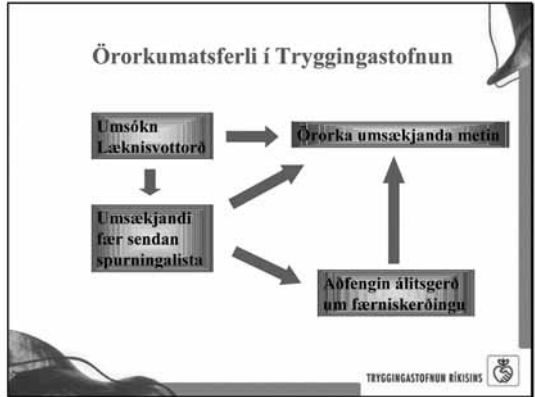 Örorkumatsferli í Tryggingastofnun
Umsókn
Læknisvottorð
Örorka umsækjanda metin
Umsækjandi
fær sendan
spurningalista
Aðfengin álitsgerð
um færniskerðingu
TRYGGINGASTOFNUN RÍKISINS